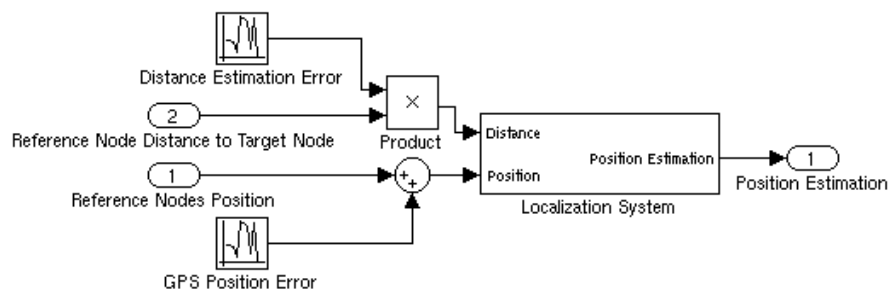 Distance Estimation Error
×
2
Product
Reference Node Distance to Target Node
Distance
Position Estimation
1
Position
Position Estimation
1
++
Reference Nodes Position
Localization System
GPS Position Error